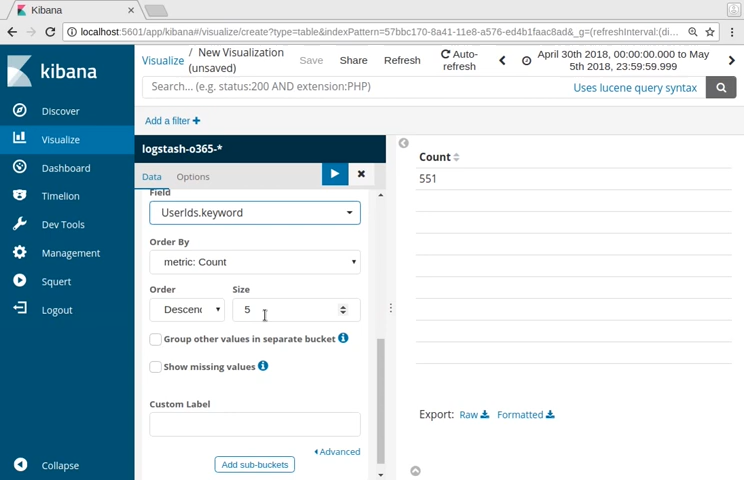 Kibana
localhost:5601/app/kibana#/visualize/create?type=table&indexPattern=57bbc170-8a41-11e8-a576-ed4b1faac8ad&_g=(refreshInterval:(di...
kibana
Discover
Visualize
Dashboard
Timelion
Dev Tools
Management
Squert
Logout
Collapse
Visualize / New Visualization (unsaved)
Save
Share
Refresh
Auto-refresh
April 30th 2018, 00:00:00.000 to May 5th 2018, 23:59:59.999
Search... (e.g. status:200 AND extension:PHP)
Uses lucene query syntax
Add a filter +
logstash-o365-*
Data
Options
Field
UserIds.keyword
Order By
metric: Count
Order
Size
Descenc
5
Group other values in separate bucket
Show missing values
Custom Label
Advanced
Add sub-buckets
Count
551
Export: Raw Formatted